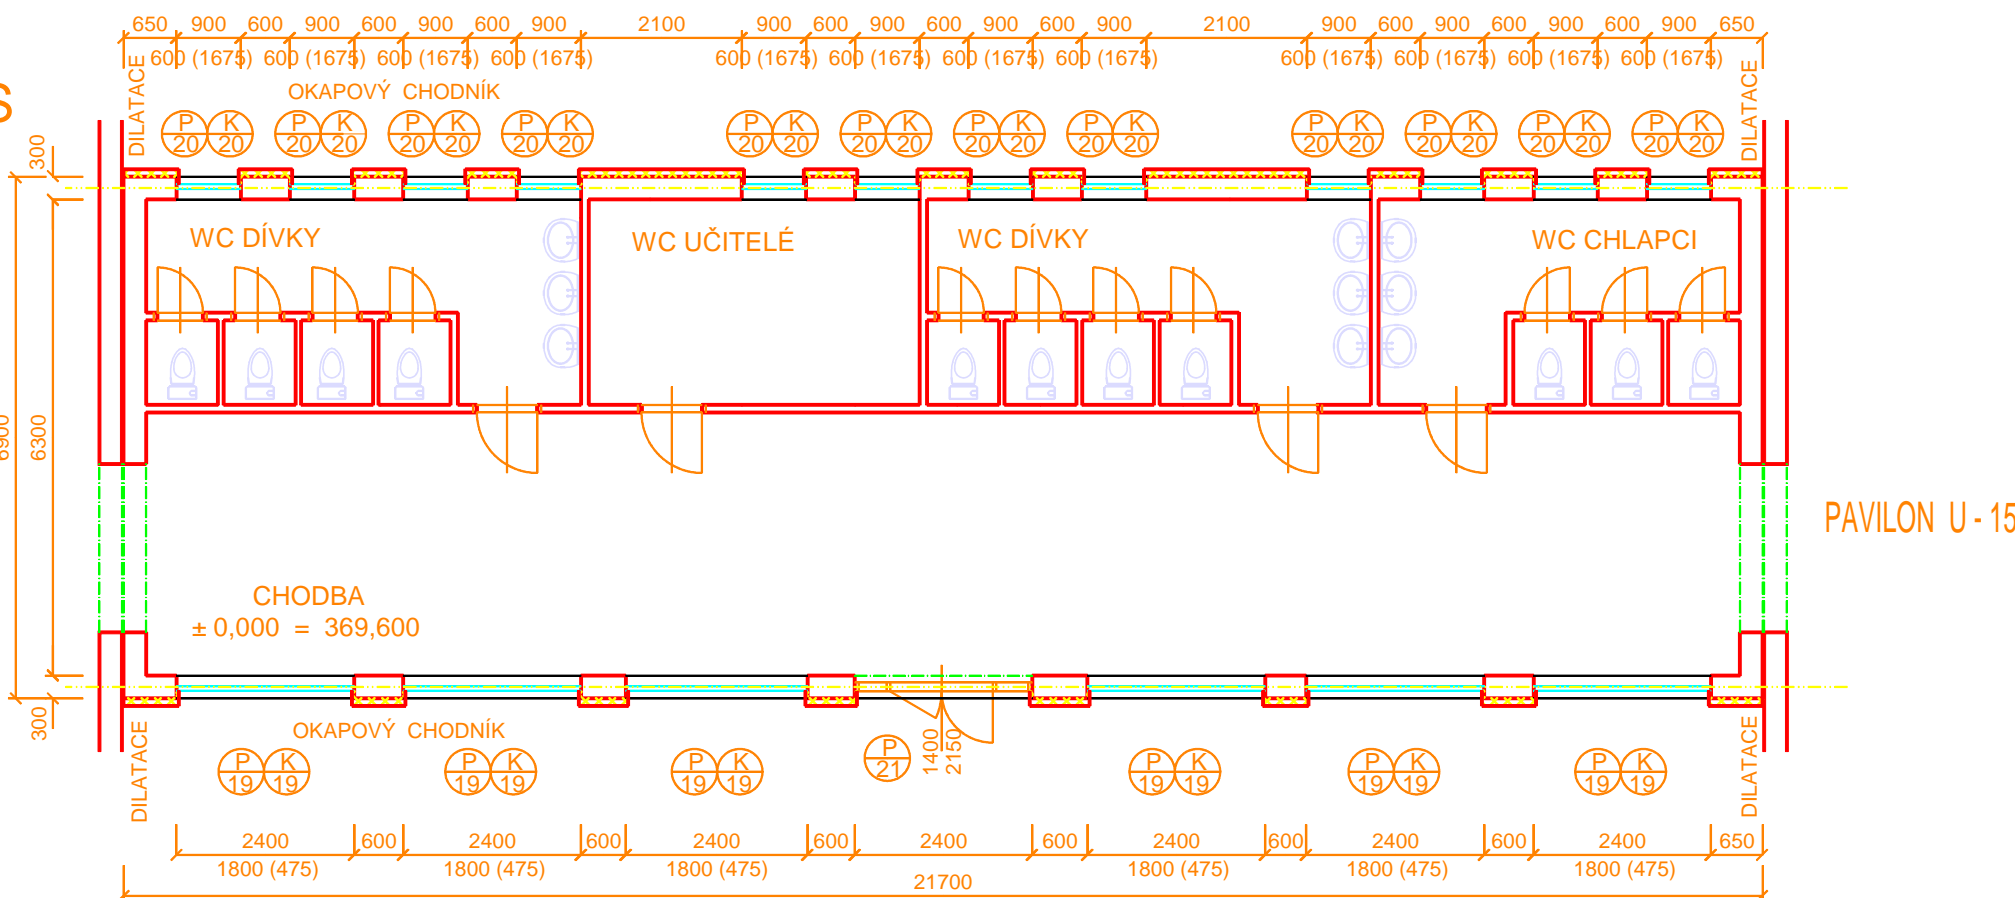 650 900 600 900 600 900 600 900 2100 900 600 900 600 900 600 900 2100 900 600 900 600 900 600 900 650
600 (1675) 600 (1675) 600 (1675) 600 (1675) 600 (1675) 600 (1675) 600 (1675) 600 (1675) 600 (1675) 600 (1675) 600 (1675) 600 (1675)
S
DILATACE
OKAPOVÝ CHODNÍK
DILATACE
P K P K P K P K P K P K P K P K P K P K P K P K
20 20 20 20 20 20 20 20 20 20 20 20 20 20 20 20 20 20 20 20 20 20 20 20
300
WC DÍVKY
WC UČITELÉ
WC DÍVKY
WC CHLAPCI
6900
6300
PAVILON U - 15
CHODBA
± 0,000 = 369,600
300
DILATACE
OKAPOVÝ CHODNÍK
1400
2150
DILATACE
P K P K P K P P K P K P K
19 19 19 19 19 19 21 19 19 19 19 19 19
2400 600 2400 600 2400 600 2400 600 2400 600 2400 600 2400 650
1800 (475) 1800 (475) 1800 (475) 1800 (475) 1800 (475) 1800 (475)
21700